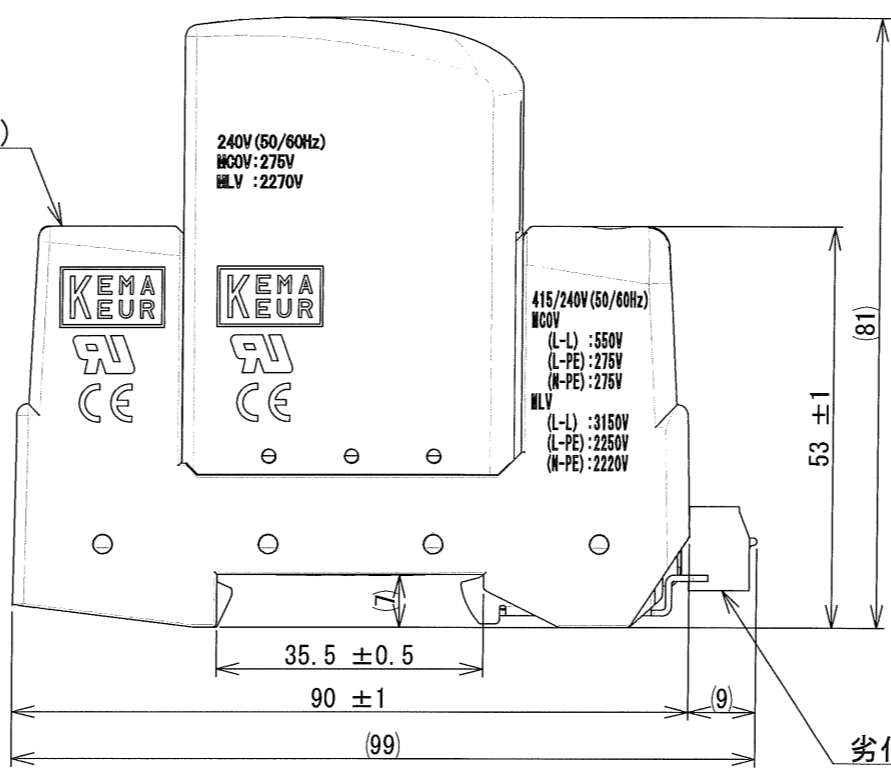 )
240V(50/60Hz)
MCOV:275V
MLV :2270V
KEMA
EUR
KEMA
EUR
415/240V(50/60Hz)
MCOV
(L-L) :550V
(L-PE):275V
(N-PE):275V
MLV
(L-L) :3150V
(L-PE):2250V
(N-PE):2220V
CE
CE
(81)
53 ±1
(7)
35.5 ±0.5
90 ±1
(9)
(99)
劣